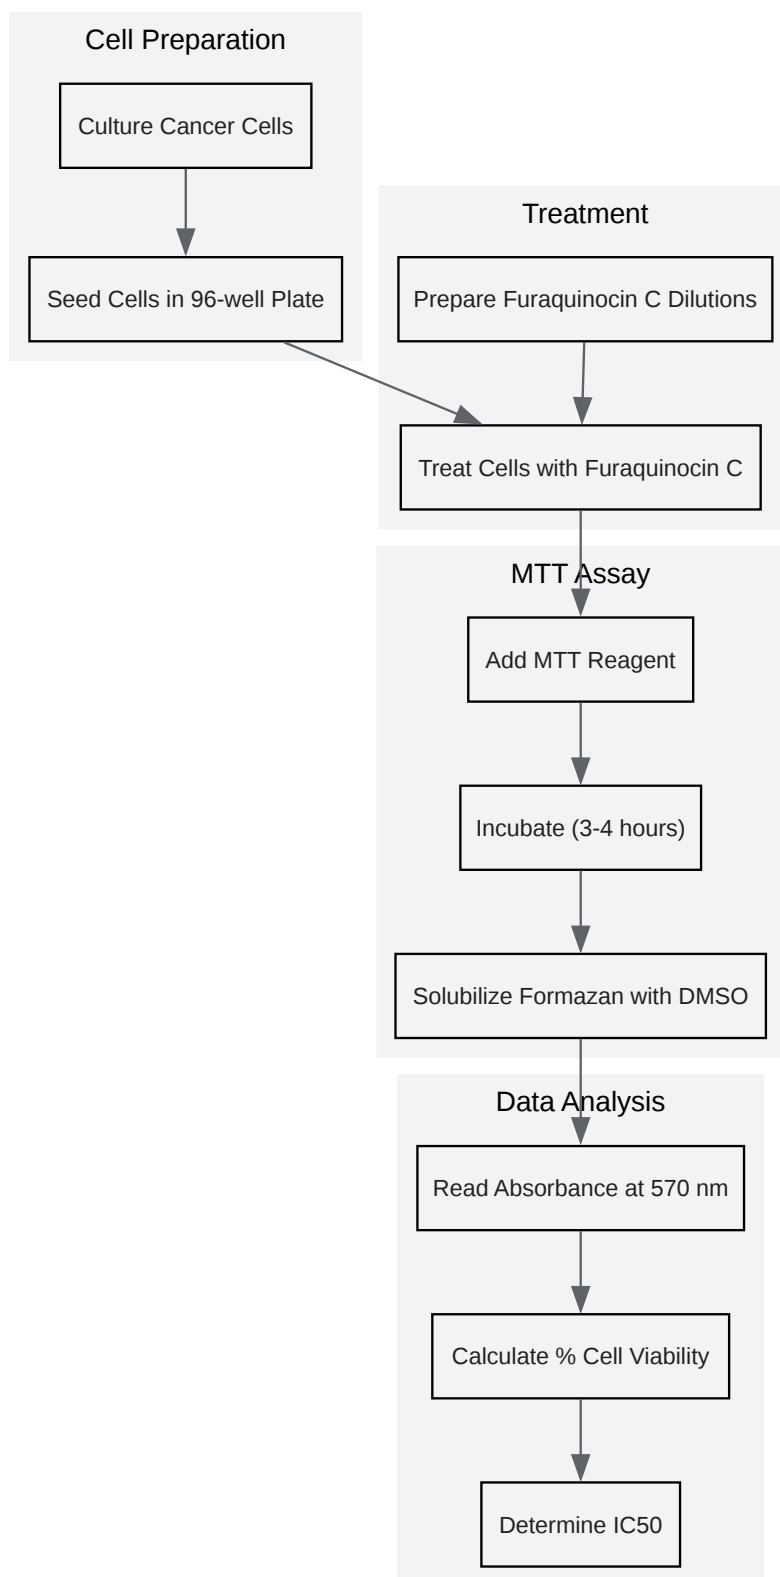 Cell Preparation
Culture Cancer Cells
Seed Cells in 96-well Plate
Treatment
Prepare Furaquinocin C Dilutions
Treat Cells with Furaquinocin C
MTT Assay
Add MTT Reagent
Incubate (3-4 hours)
Solubilize Formazan with DMSO
Data Analysis
Read Absorbance at 570 nm
Calculate % Cell Viability
Determine IC50